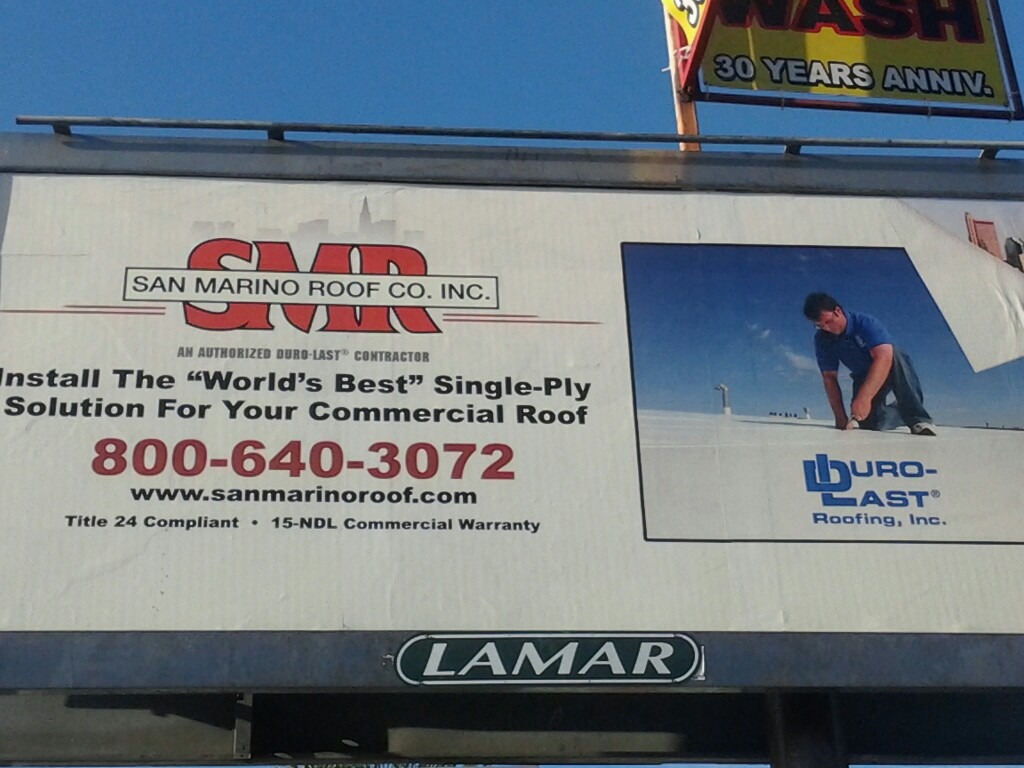 WASH
30 YEARS ANNIV.
SMR
SAN MARINO ROOF CO. INC.
AN AUTHORIZED DURO-LAST® CONTRACTOR
Install The “World's Best” Single-Ply
Solution For Your Commercial Roof
800-640-3072
www.sanmarinoroof.com
Title 24 Compliant • 15-NDL Commercial Warranty
DURO-
LAST®
Roofing, Inc.
LAMAR